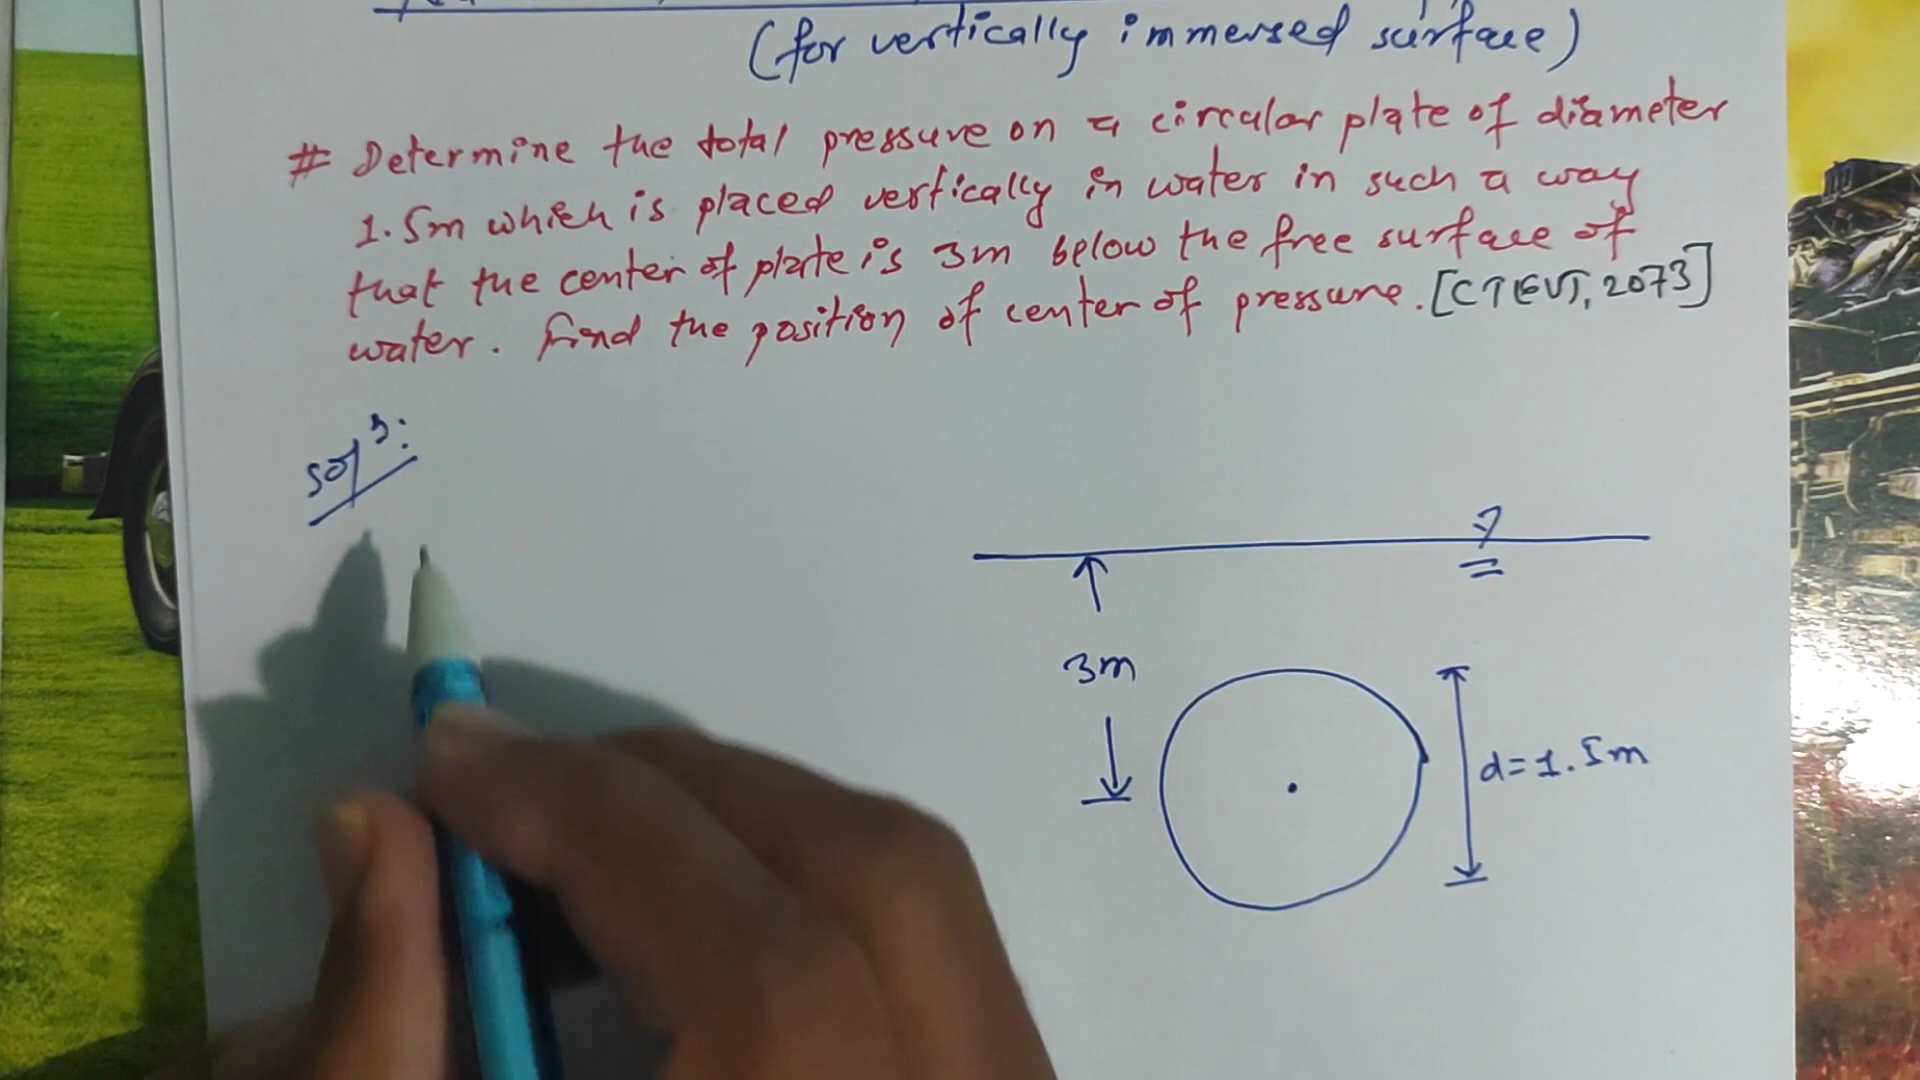 (for vertically immersed surface)
# Determine the total pressure on a circular plate of diameter
1.5m which is placed vertically in water in such a way
that the center of plate is 3m below the free surface of
water. Find the position of center of pressure. [CTEVT, 2073]
solⁿ:
3m
d=1.5m